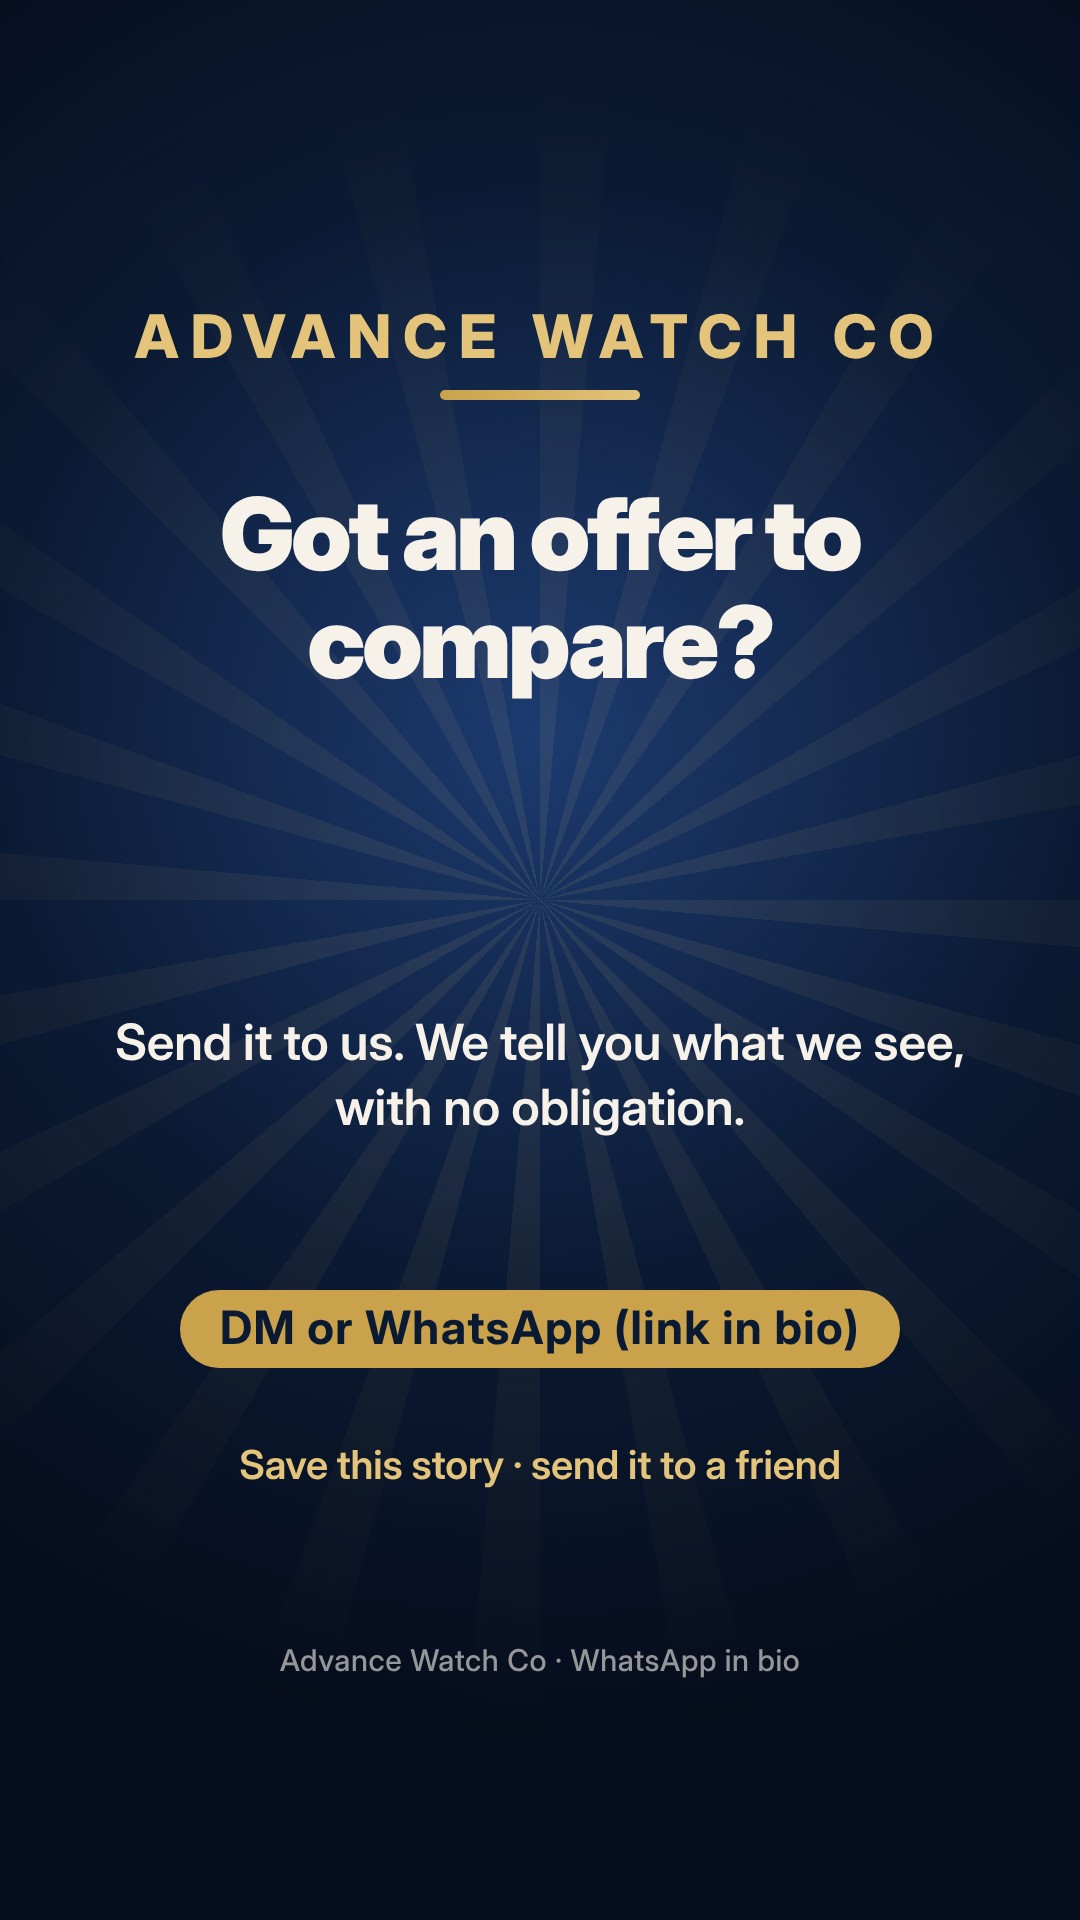 ADVANCE WATCH CO
Got an offer to
compare?
Send it to us. We tell you what we see,
with no obligation.
DM or WhatsApp (link in bio)
Save this story · send it to a friend
Advance Watch Co · WhatsApp in bio